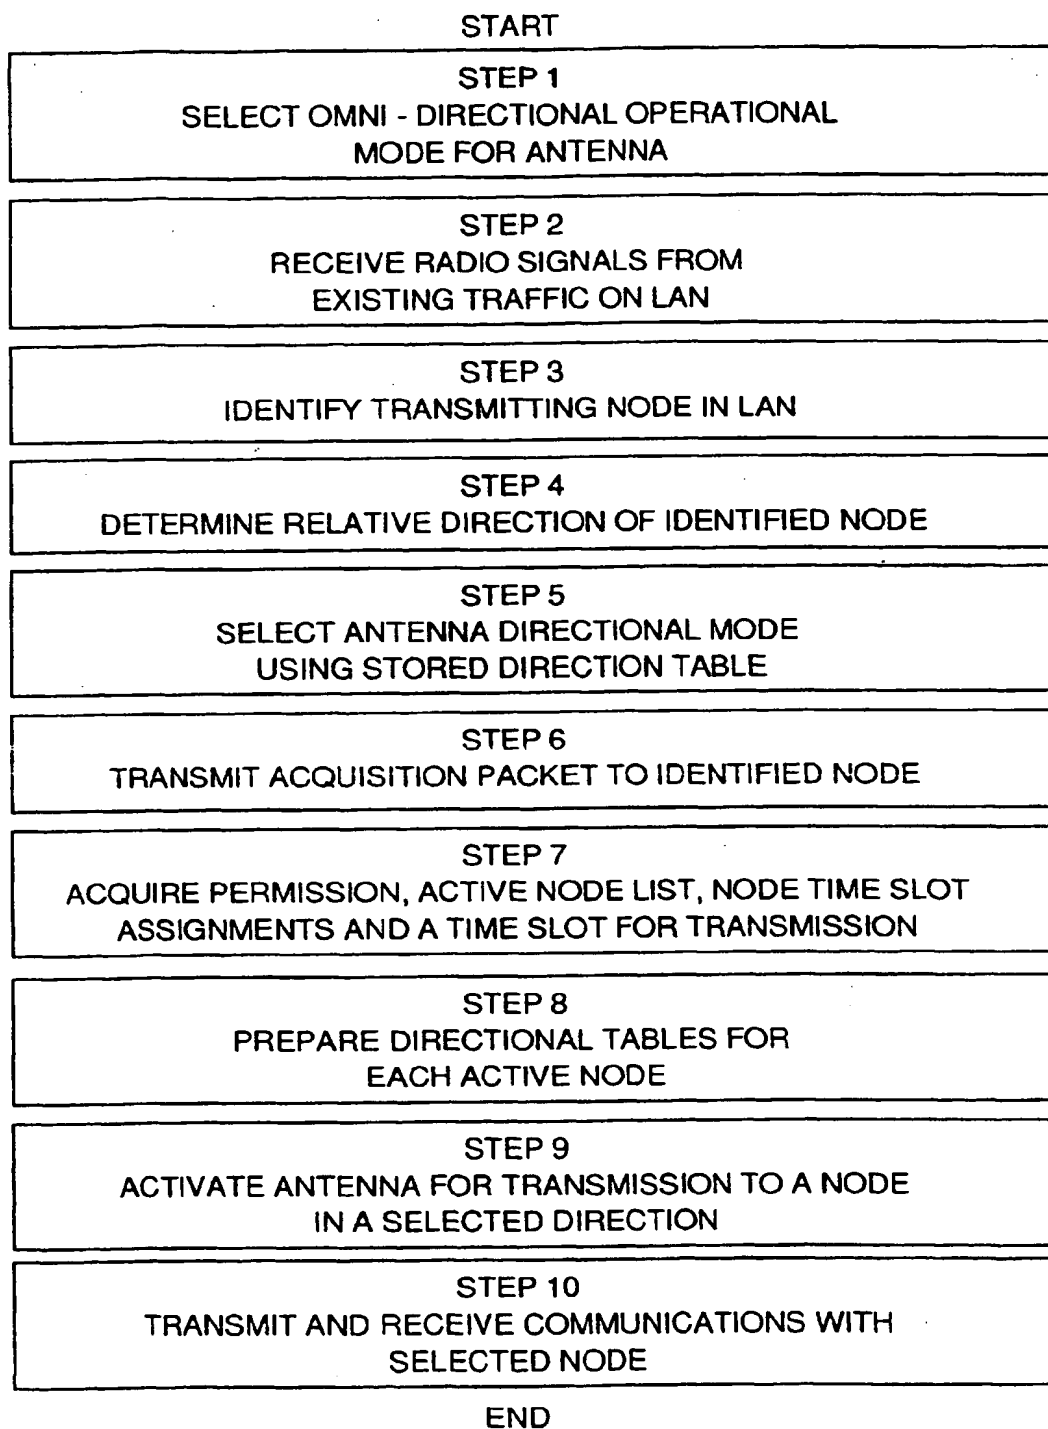 START
STEP 1
SELECT OMNI - DIRECTIONAL OPERATIONAL
MODE FOR ANTENNA
STEP 2
RECEIVE RADIO SIGNALS FROM
EXISTING TRAFFIC ON LAN
STEP 3
IDENTIFY TRANSMITTING NODE IN LAN
STEP 4
DETERMINE RELATIVE DIRECTION OF IDENTIFIED NODE
STEP 5
SELECT ANTENNA DIRECTIONAL MODE
USING STORED DIRECTION TABLE
STEP 6
TRANSMIT ACQUISITION PACKET TO IDENTIFIED NODE
STEP 7
ACQUIRE PERMISSION, ACTIVE NODE LIST, NODE TIME SLOT
ASSIGNMENTS AND A TIME SLOT FOR TRANSMISSION
STEP 8
PREPARE DIRECTIONAL TABLES FOR
EACH ACTIVE NODE
STEP 9
ACTIVATE ANTENNA FOR TRANSMISSION TO A NODE
IN A SELECTED DIRECTION
STEP 10
TRANSMIT AND RECEIVE COMMUNICATIONS WITH
SELECTED NODE
END